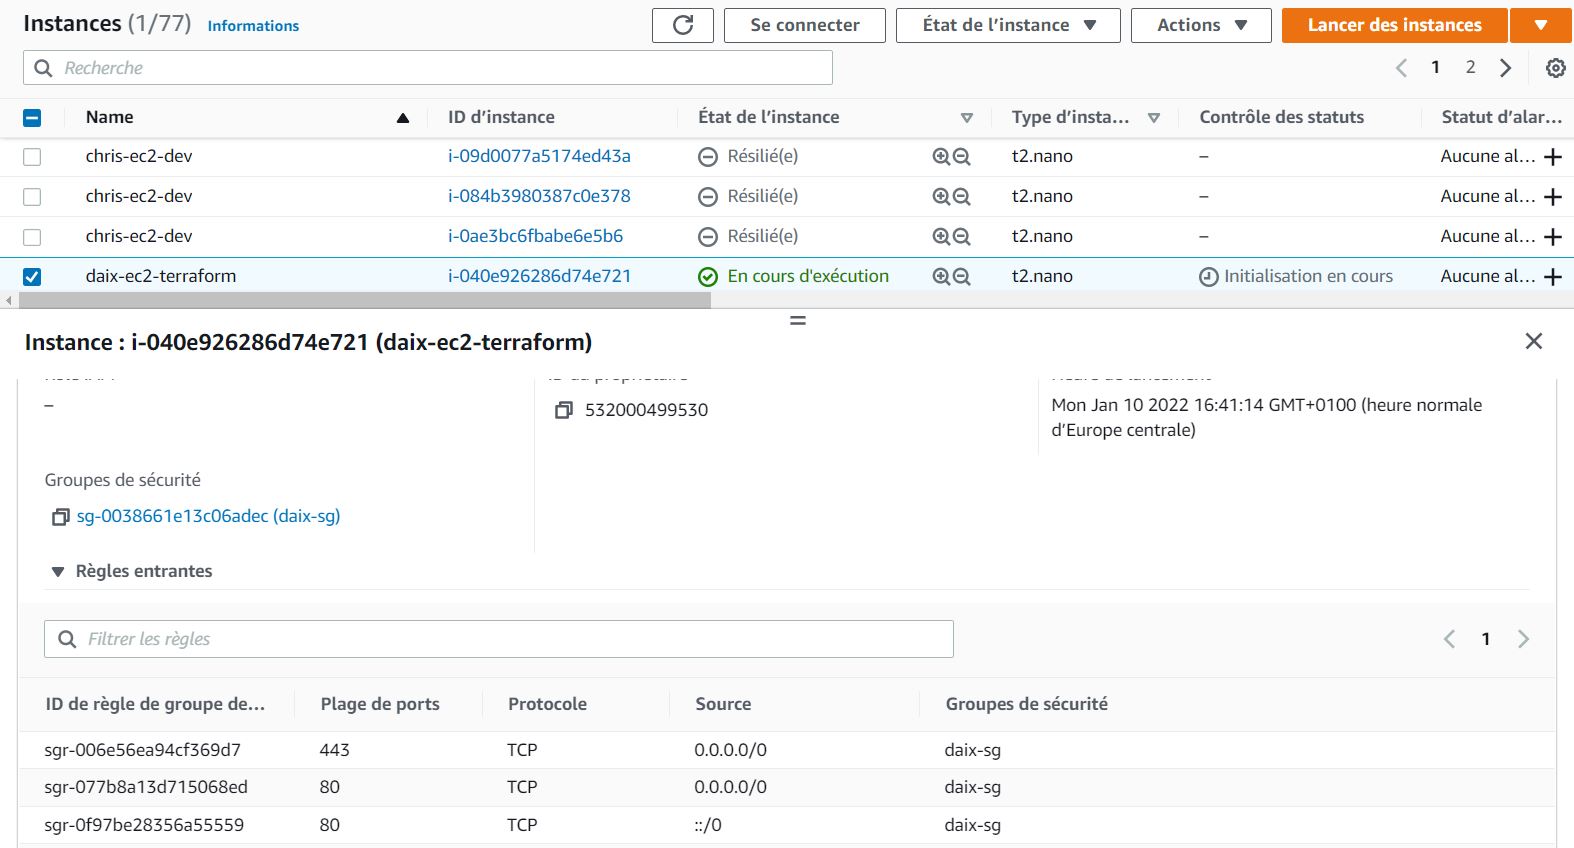 Instances (1/77) Informations Se connecter État de l'instance Actions Lancer des instances
Recherche 1 2
Name ID d'instance État de l'instance Type d'insta... Contrôle des statuts Statut d'alar...
chris-ec2-dev i-09d0077a5174ed43a Résilié(e) t2.nano – Aucune al...
chris-ec2-dev i-084b3980387c0e378 Résilié(e) t2.nano – Aucune al...
chris-ec2-dev i-0ae3bc6fbabe6e5b6 Résilié(e) t2.nano – Aucune al...
daix-ec2-terraform i-040e926286d74e721 En cours d'exécution t2.nano Initialisation en cours Aucune al...
Instance : i-040e926286d74e721 (daix-ec2-terraform)
– 532000499530 Mon Jan 10 2022 16:41:14 GMT+0100 (heure normale
d'Europe centrale)
Groupes de sécurité
sg-0038661e13c06adec (daix-sg)
Règles entrantes
Filtrer les règles 1
ID de règle de groupe de... Plage de ports Protocole Source Groupes de sécurité
sgr-006e56ea94cf369d7 443 TCP 0.0.0.0/0 daix-sg
sgr-077b8a13d715068ed 80 TCP 0.0.0.0/0 daix-sg
sgr-0f97be28356a55559 80 TCP ::/0 daix-sg